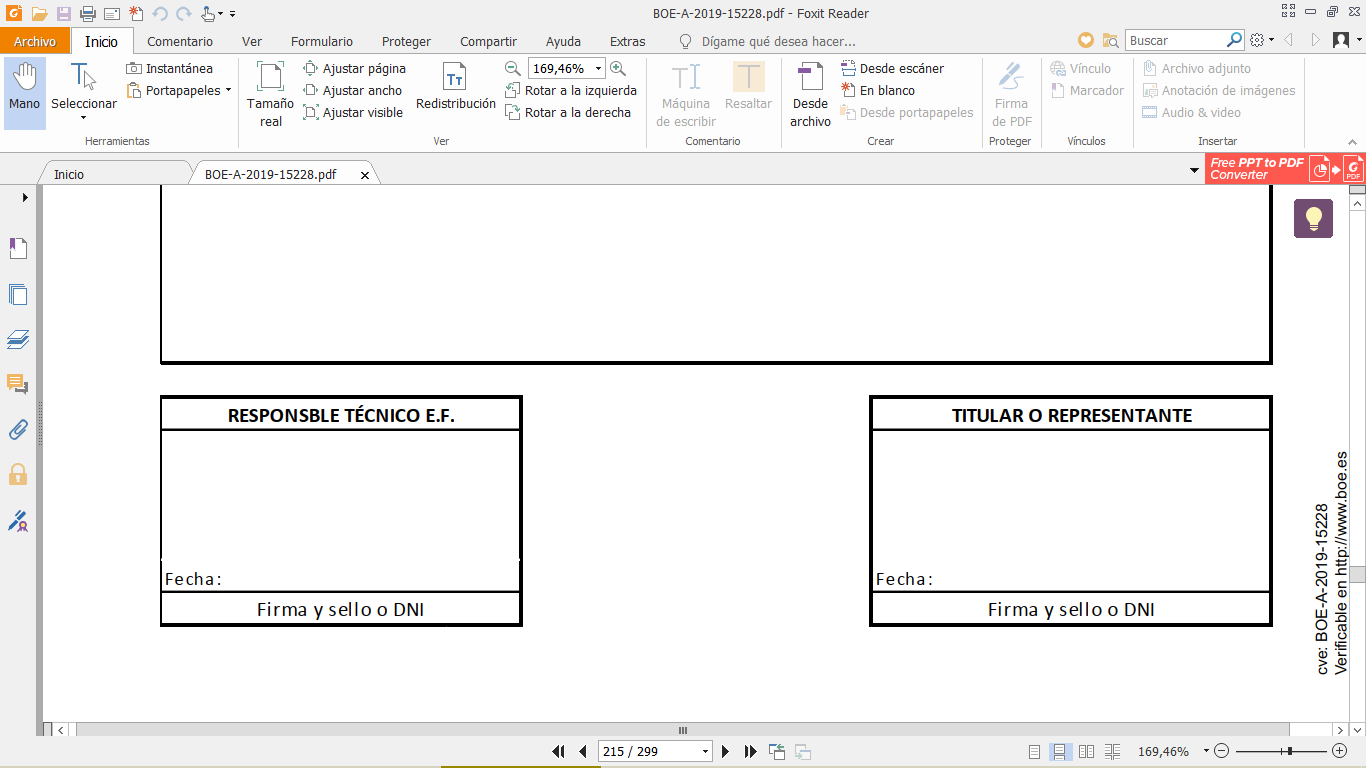 BOE-A-2019-15228.pdf - Foxit Reader
Archivo Inicio Comentario Ver Formulario Proteger Compartir Ayuda Extras Dígame qué desea hacer... Buscar
Mano
Seleccionar
Instantánea
Portapapeles
Herramientas
Tamaño
real
Ajustar página
Ajustar ancho
Ajustar visible
Redistribución
169,46%
Rotar a la izquierda
Rotar a la derecha
Ver
Máquina
de escribir
Resaltar
Comentario
Desde
archivo
Desde escáner
En blanco
Desde portapapeles
Crear
Firma
de PDF
Proteger
Vínculo
Marcador
Vínculos
Archivo adjunto
Anotación de imágenes
Audio & video
Insertar
Inicio BOE-A-2019-15228.pdf
Free PPT to PDF
Converter
PDF
RESPONSBLE TÉCNICO E.F.
Fecha:
Firma y sello o DNI
TITULAR O REPRESENTANTE
Fecha:
Firma y sello o DNI
cve: BOE-A-2019-15228
Verificable en http://www.boe.es
215 / 299
169,46%